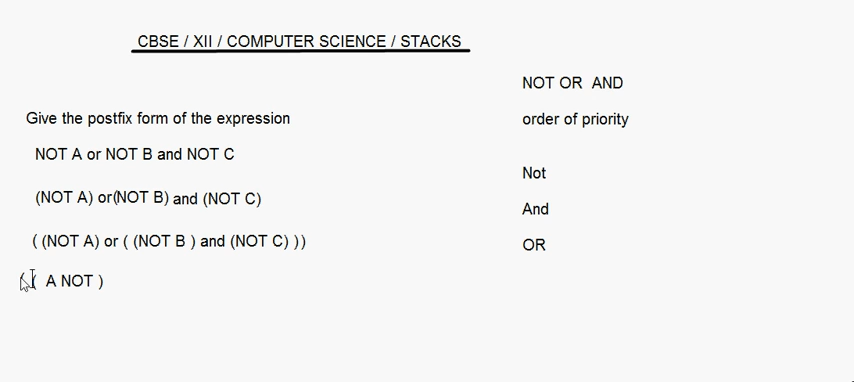 CBSE / XII / COMPUTER SCIENCE / STACKS
NOT OR AND
Give the postfix form of the expression
order of priority
NOT A or NOT B and NOT C
Not
(NOT A) or(NOT B) and (NOT C)
And
( (NOT A) or ( (NOT B ) and (NOT C) ))
OR
( ( A NOT )